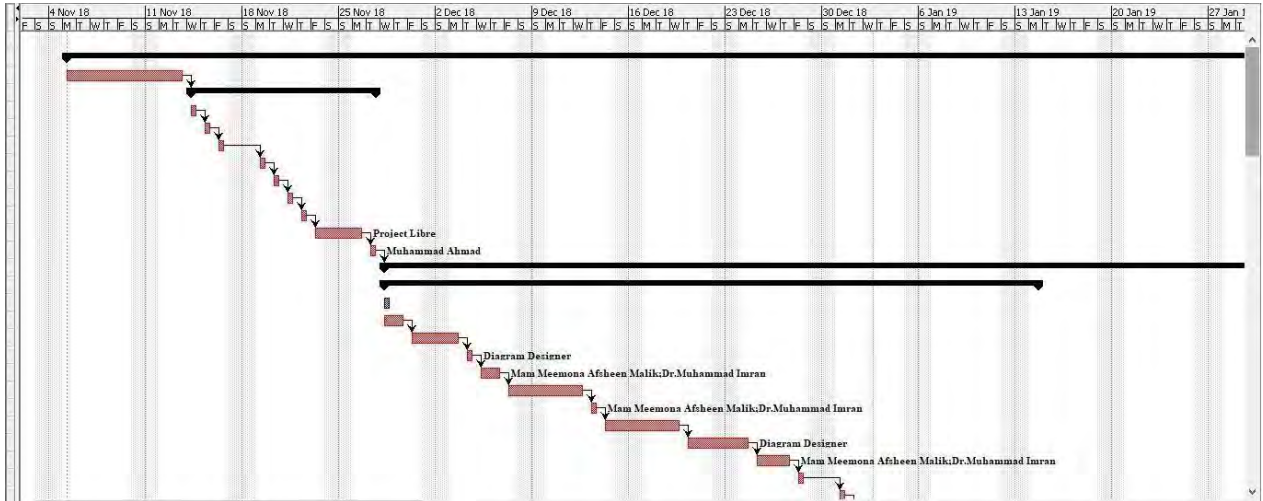 4 Nov 18 11 Nov 18 18 Nov 18 25 Nov 18 2 Dec 18 9 Dec 18 16 Dec 18 23 Dec 18 30 Dec 18 6 Jan 19 13 Jan 19 20 Jan 19 27 Jan 1
F S S M T W T F S S M T W T F S S M T W T F S S M T W T F S S M T W T F S S M T W T F S S M T W T F S S M T W T F S S M T W T F S S M T W T F S S M T W T F S S M T W T F S S M T
Project Libre
Muhammad Ahmad
Diagram Designer
Mam Meemona Afsheen Malik;Dr.Muhammad Imran
Mam Meemona Afsheen Malik;Dr.Muhammad Imran
Diagram Designer
Mam Meemona Afsheen Malik;Dr.Muhammad Imran